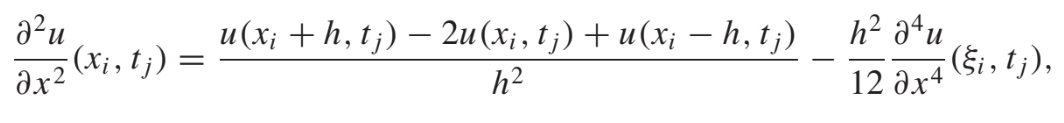 ∂²u/∂x² (xᵢ, tⱼ) = (u(xᵢ + h, tⱼ) − 2u(xᵢ, tⱼ) + u(xᵢ − h, tⱼ))/h² − h²/12 ∂⁴u/∂x⁴ (ξᵢ, tⱼ),